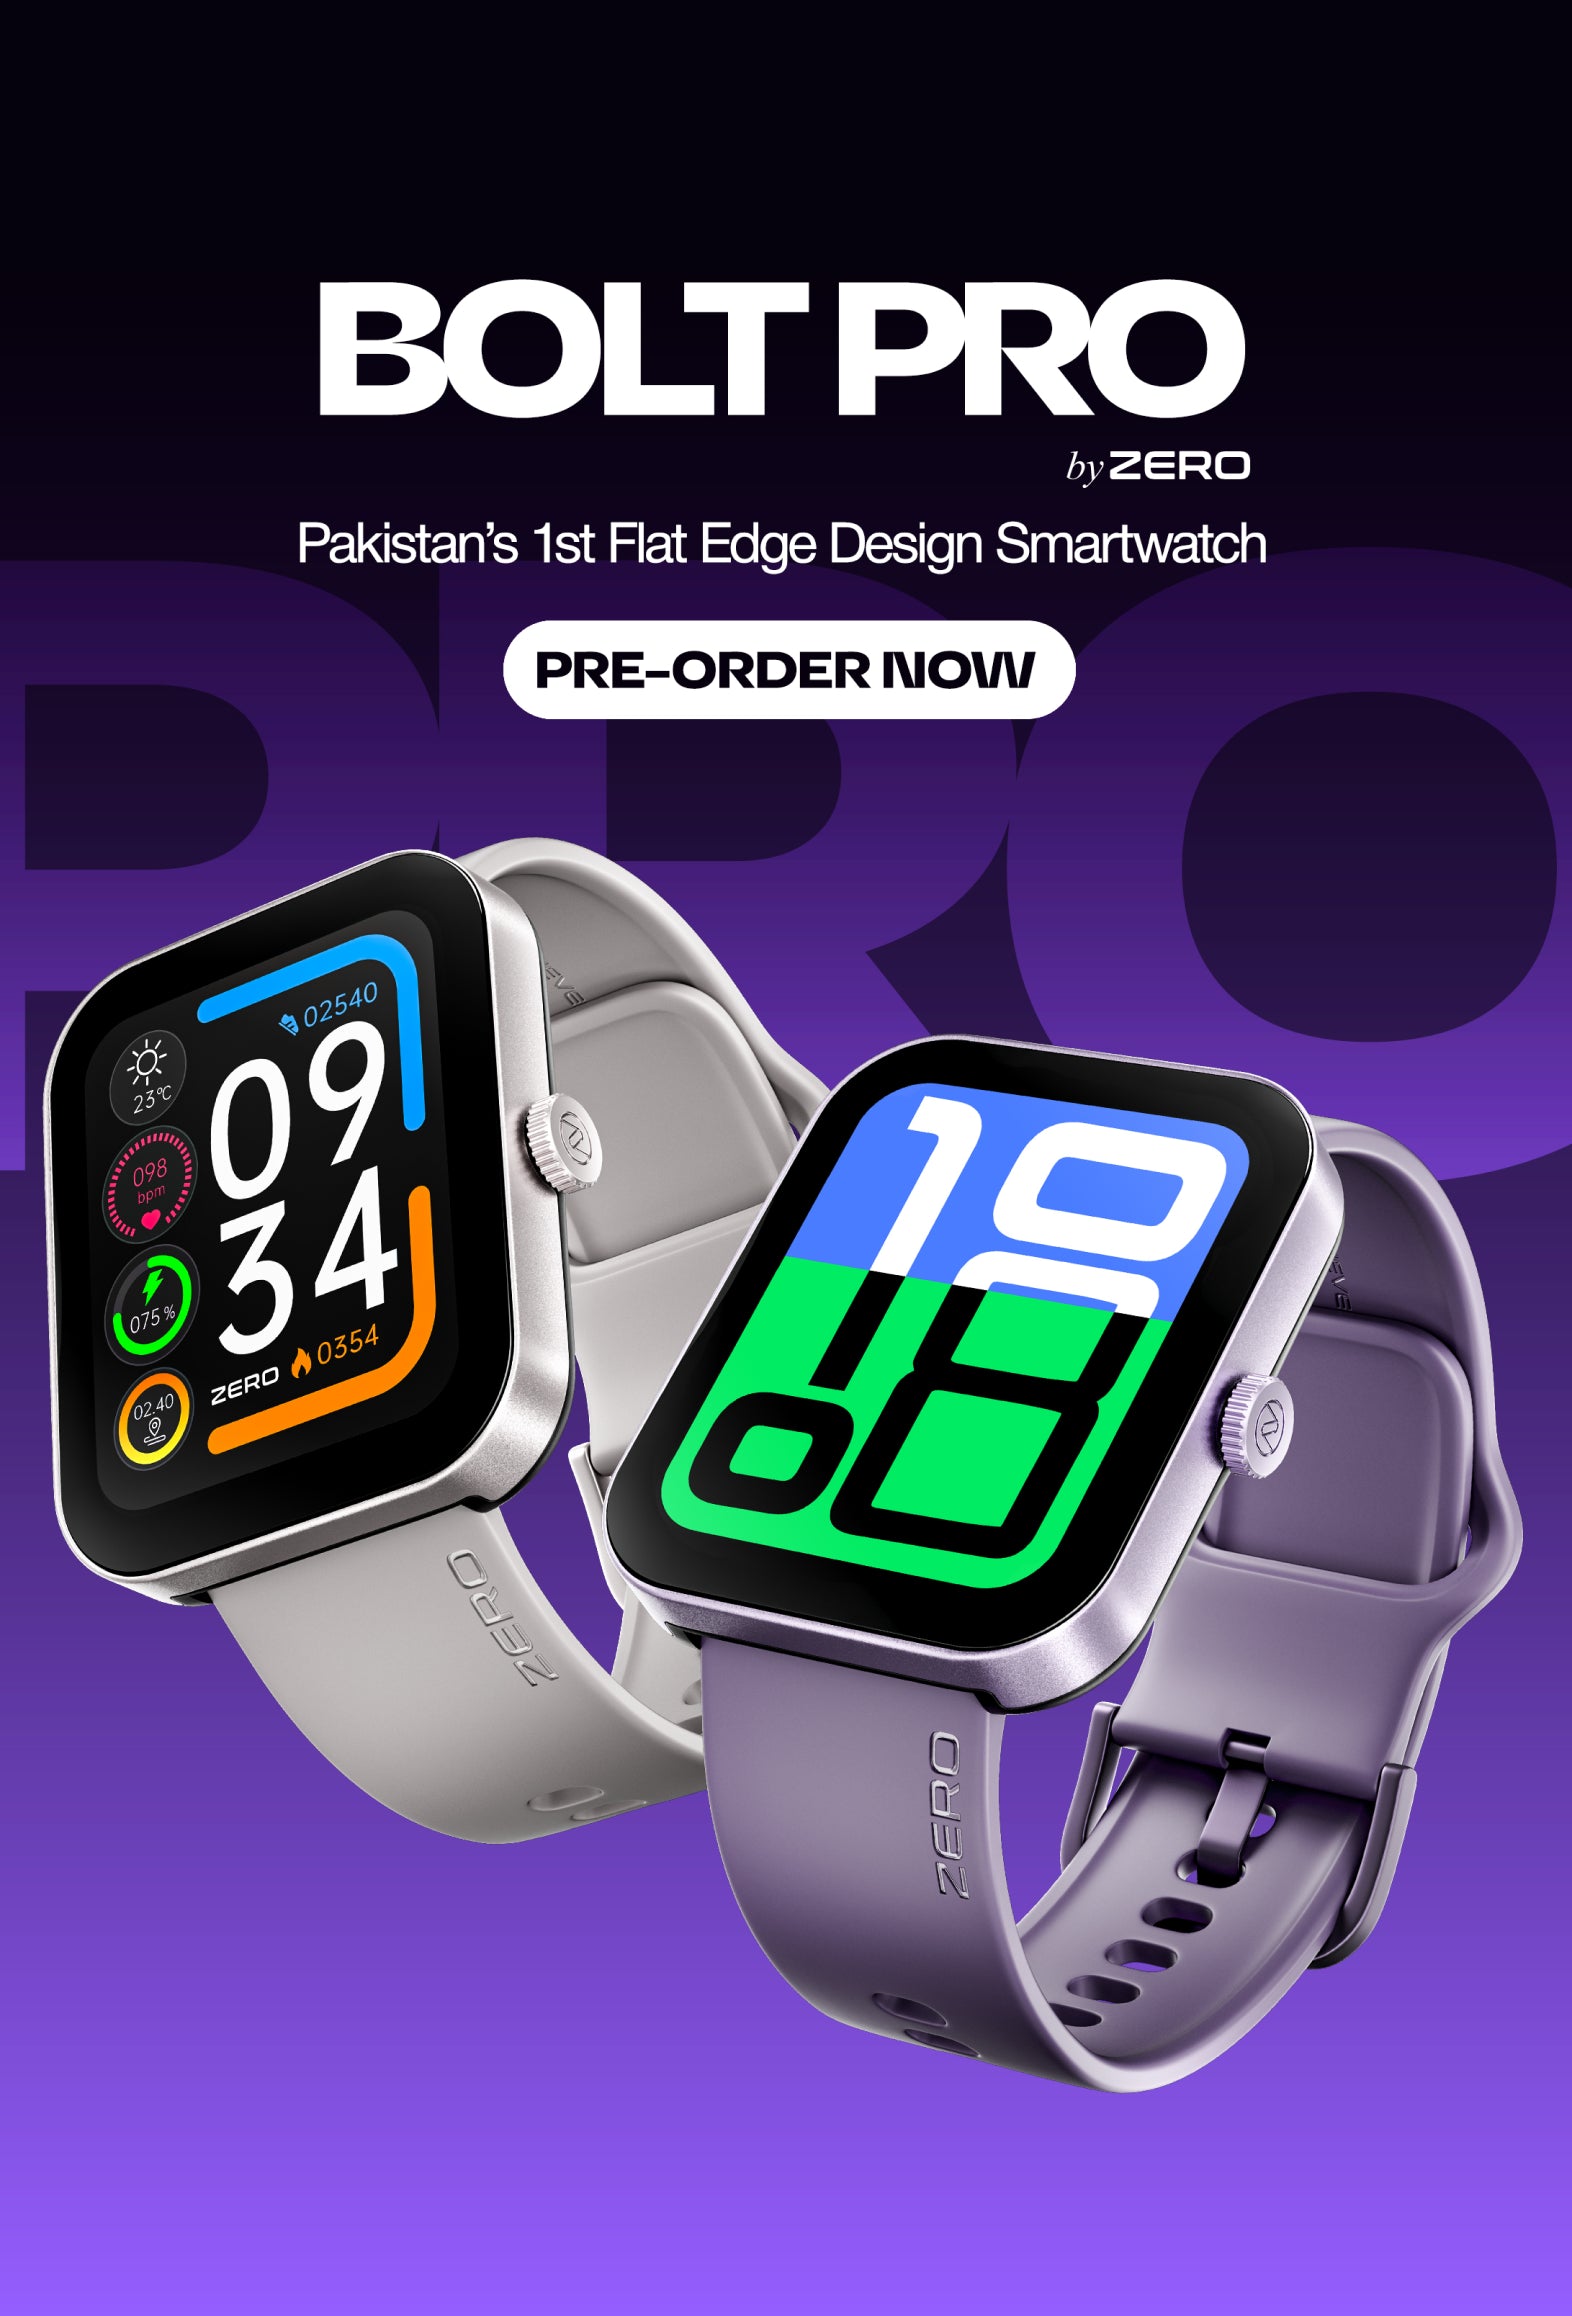 BOLT PRO
by ZERO
Pakistan's 1st Flat Edge Design Smartwatch
PRE-ORDER NOW
PRO
02540
23°C
09
098
bpm
34
075 %
ZERO 0354
02.40
10
08
ZERO
ZERO